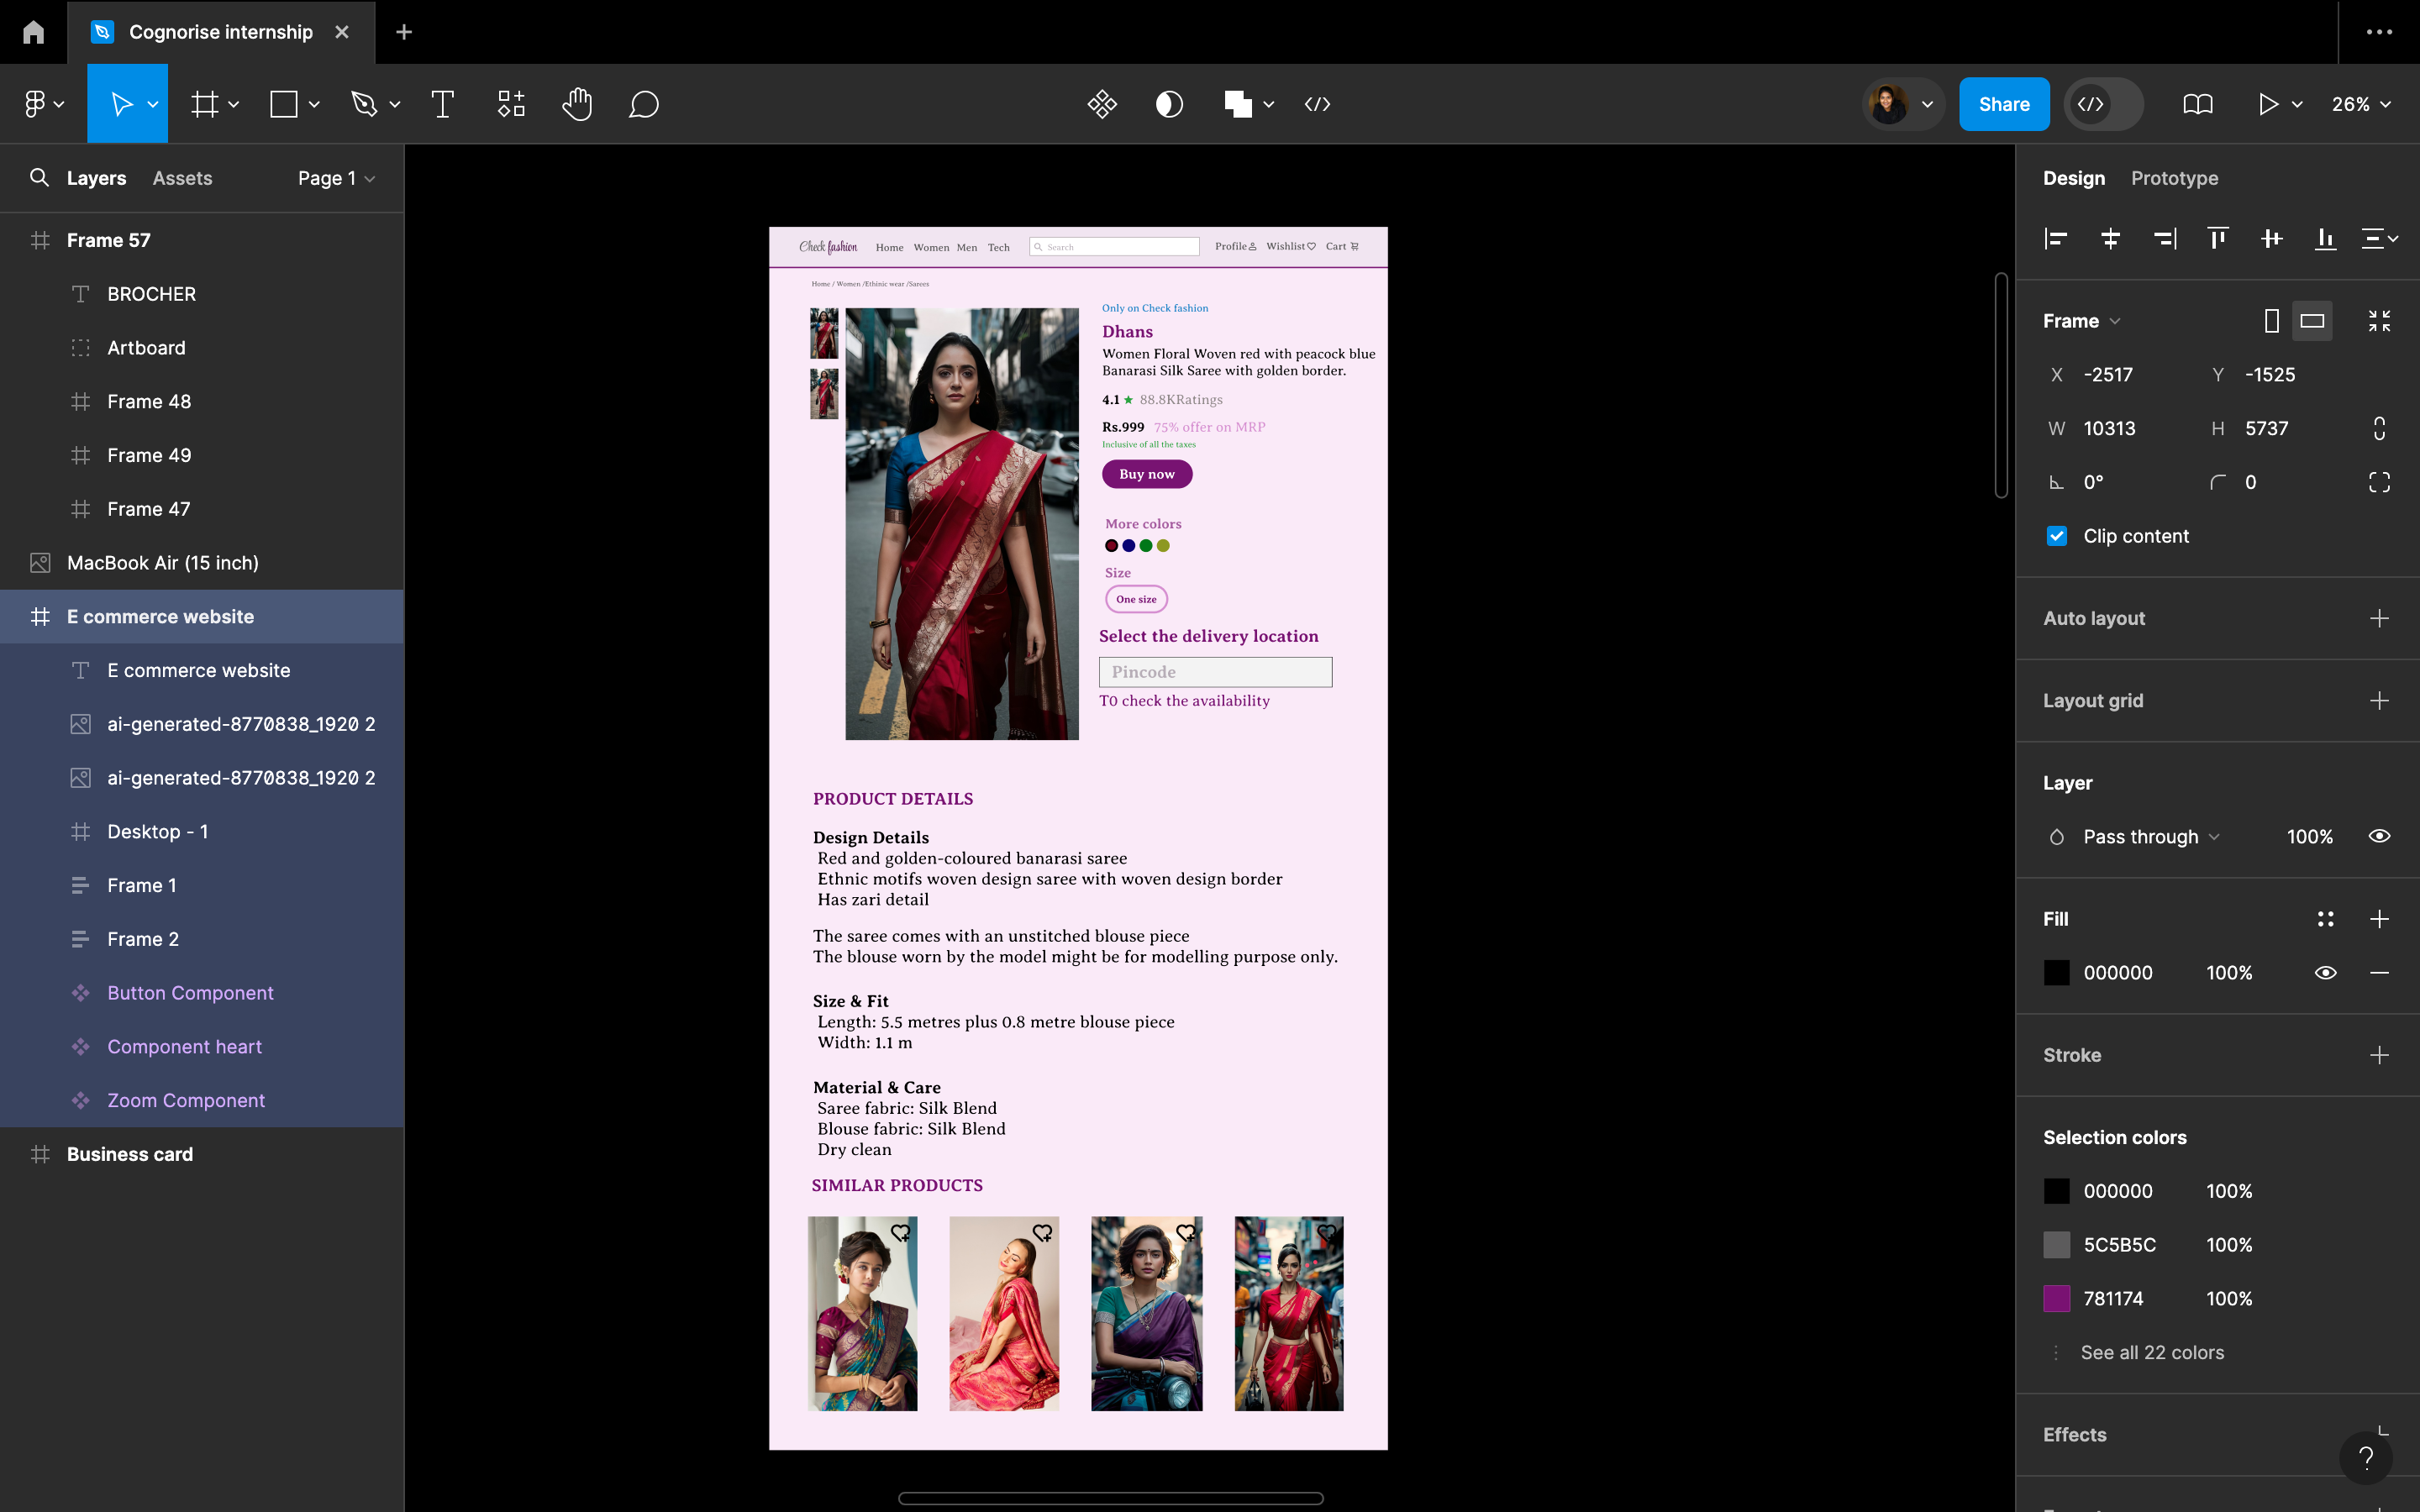 Cognorise internship
Share
26%
Layers
Assets
Page 1
Frame 57
BROCHER
Artboard
Frame 48
Frame 49
Frame 47
MacBook Air (15 inch)
E commerce website
E commerce website
ai-generated-8770838_1920 2
ai-generated-8770838_1920 2
Desktop - 1
Frame 1
Frame 2
Button Component
Component heart
Zoom Component
Business card
Check fashion
Home Women Men Tech
Search
Profile Wishlist Cart
Home / Women /Ethinic wear /Sarees
Only on Check fashion
Dhans
Women Floral Woven red with peacock blue
Banarasi Silk Saree with golden border.
4.1 ★ 88.8KRatings
Rs.999 75% offer on MRP
Inclusive of all the taxes
Buy now
More colors
Size
One size
Select the delivery location
Pincode
T0 check the availability
PRODUCT DETAILS
Design Details
Red and golden-coloured banarasi saree
Ethnic motifs woven design saree with woven design border
Has zari detail
The saree comes with an unstitched blouse piece
The blouse worn by the model might be for modelling purpose only.
Size & Fit
Length: 5.5 metres plus 0.8 metre blouse piece
Width: 1.1 m
Material & Care
Saree fabric: Silk Blend
Blouse fabric: Silk Blend
Dry clean
SIMILAR PRODUCTS
Design
Prototype
Frame
X -2517 Y -1525
W 10313 H 5737
0° 0
Clip content
Auto layout
Layout grid
Layer
Pass through 100%
Fill
000000 100%
Stroke
Selection colors
000000 100%
5C5B5C 100%
781174 100%
See all 22 colors
Effects
?